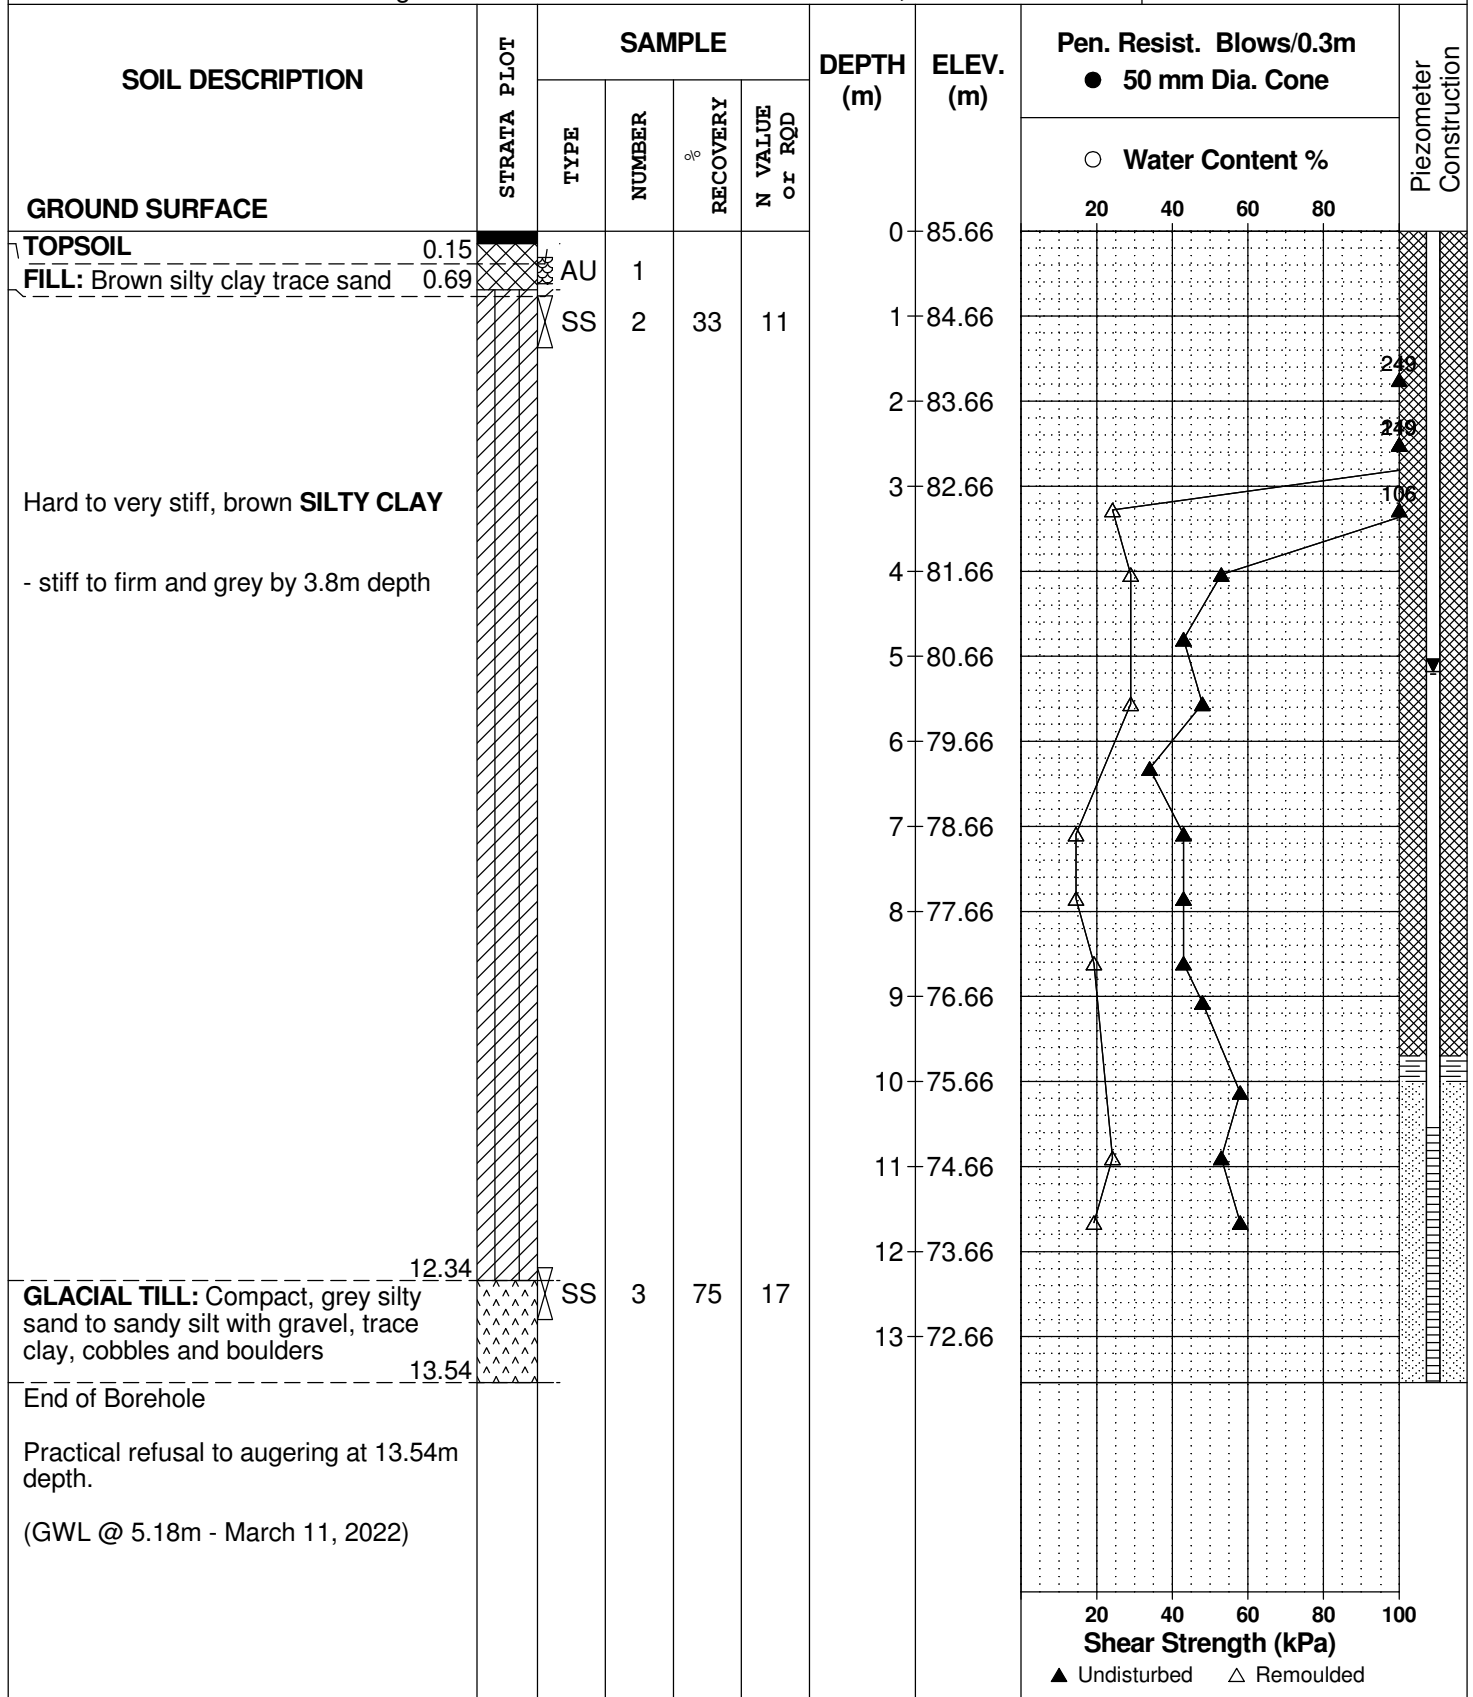 SOIL DESCRIPTION
GROUND SURFACE
STRATA PLOT
SAMPLE
TYPE
NUMBER
% RECOVERY
N VALUE or RQD
DEPTH (m)
ELEV. (m)
Pen. Resist. Blows/0.3m
● 50 mm Dia. Cone
○ Water Content %
20 40 60 80
Piezometer Construction
0 85.66
TOPSOIL 0.15
FILL: Brown silty clay trace sand 0.69
AU 1
SS 2 33 11
1 84.66
249
2 83.66
3 82.66
106
Hard to very stiff, brown SILTY CLAY
- stiff to firm and grey by 3.8m depth
4 81.66
5 80.66
6 79.66
7 78.66
8 77.66
9 76.66
10 75.66
11 74.66
12 73.66
12.34
GLACIAL TILL: Compact, grey silty
sand to sandy silt with gravel, trace
clay, cobbles and boulders
SS 3 75 17
13 72.66
13.54
End of Borehole
Practical refusal to augering at 13.54m
depth.
(GWL @ 5.18m - March 11, 2022)
20 40 60 80 100
Shear Strength (kPa)
▲ Undisturbed △ Remoulded